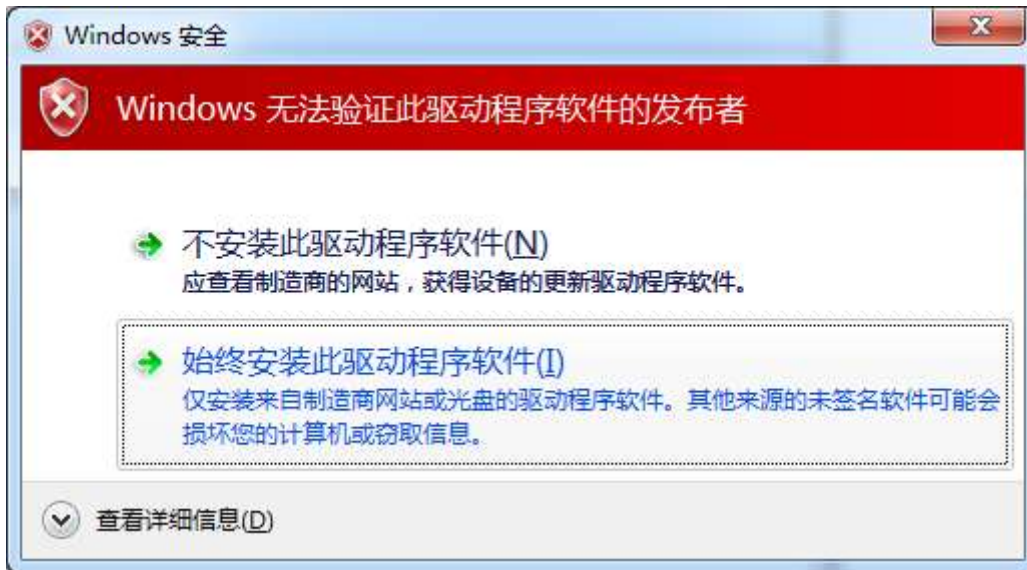 Windows 安全
Windows 无法验证此驱动程序软件的发布者
不安装此驱动程序软件(N)
应查看制造商的网站，获得设备的更新驱动程序软件。
始终安装此驱动程序软件(I)
仅安装来自制造商网站或光盘的驱动程序软件。其他来源的未签名软件可能会
损坏您的计算机或窃取信息。
查看详细信息(D)